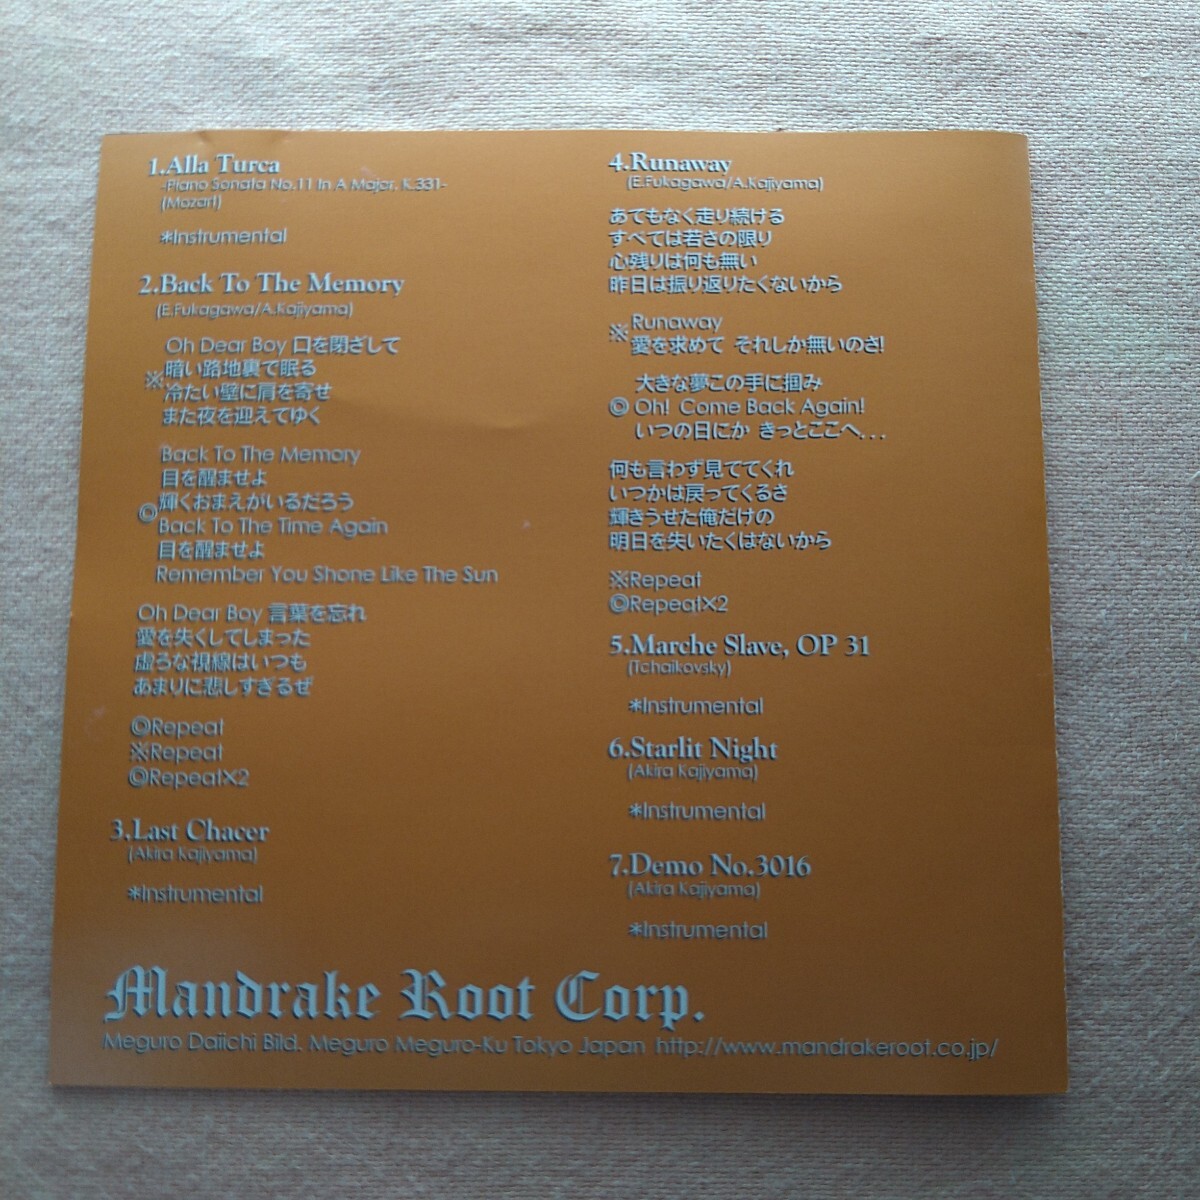 1.Alla Turca
-Piano Sonata No.11 In A Major, K.331-
(Mozart)
*Instrumental
2.Back To The Memory
(E.Fukagawa/A.Kajiyama)
Oh Dear Boy 口を閉ざして
※暗い路地裏で眠る
冷たい壁に肩を寄せ
また夜を迎えてゆく
Back To The Memory
目を醒ませよ
輝くおまえがいるだろう
©Back To The Time Again
目を醒ませよ
Remember You Shone Like The Sun
Oh Dear Boy 言葉を忘れ
愛を失くしてしまった
虚ろな視線はいつも
あまりに悲しすぎるぜ
©Repeat
※Repeat
©Repeat×2
3.Last Chacer
(Akira Kajiyama)
*Instrumental
4.Runaway
(E.Fukagawa/A.Kajiyama)
あてもなく走り続ける
すべては若さの限り
心残りは何も無い
昨日は振り返りたくないから
※Runaway
愛を求めて それしか無いのさ!
大きな夢この手に掴み
©Oh! Come Back Again!
いつの日にか きっとここへ...
何も言わず見ててくれ
いつかは戻ってくるさ
輝きうせた俺だけの
明日を失いたくはないから
※Repeat
©Repeat×2
5.Marche Slave, OP 31
(Tchaikovsky)
*Instrumental
6.Starlit Night
(Akira Kajiyama)
*Instrumental
7.Demo No.3016
(Akira Kajiyama)
*Instrumental
Mandrake Root Corp.
Meguro Daiichi Bild. Meguro Meguro-Ku Tokyo Japan http://www.mandrakeroot.co.jp/